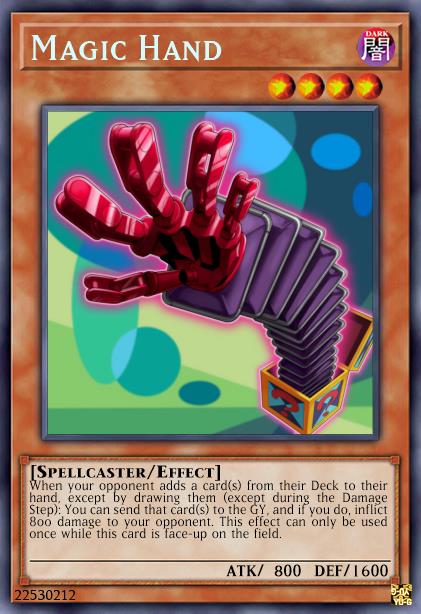 MAGIC HAND
DARK
闇
[SPELLCASTER/EFFECT]
When your opponent adds a card(s) from their Deck to their
hand, except by drawing them (except during the Damage
Step): You can send that card(s) to the GY, and if you do, inflict
800 damage to your opponent. This effect can only be used
once while this card is face-up on the field.
ATK/ 800 DEF/1600
22530212